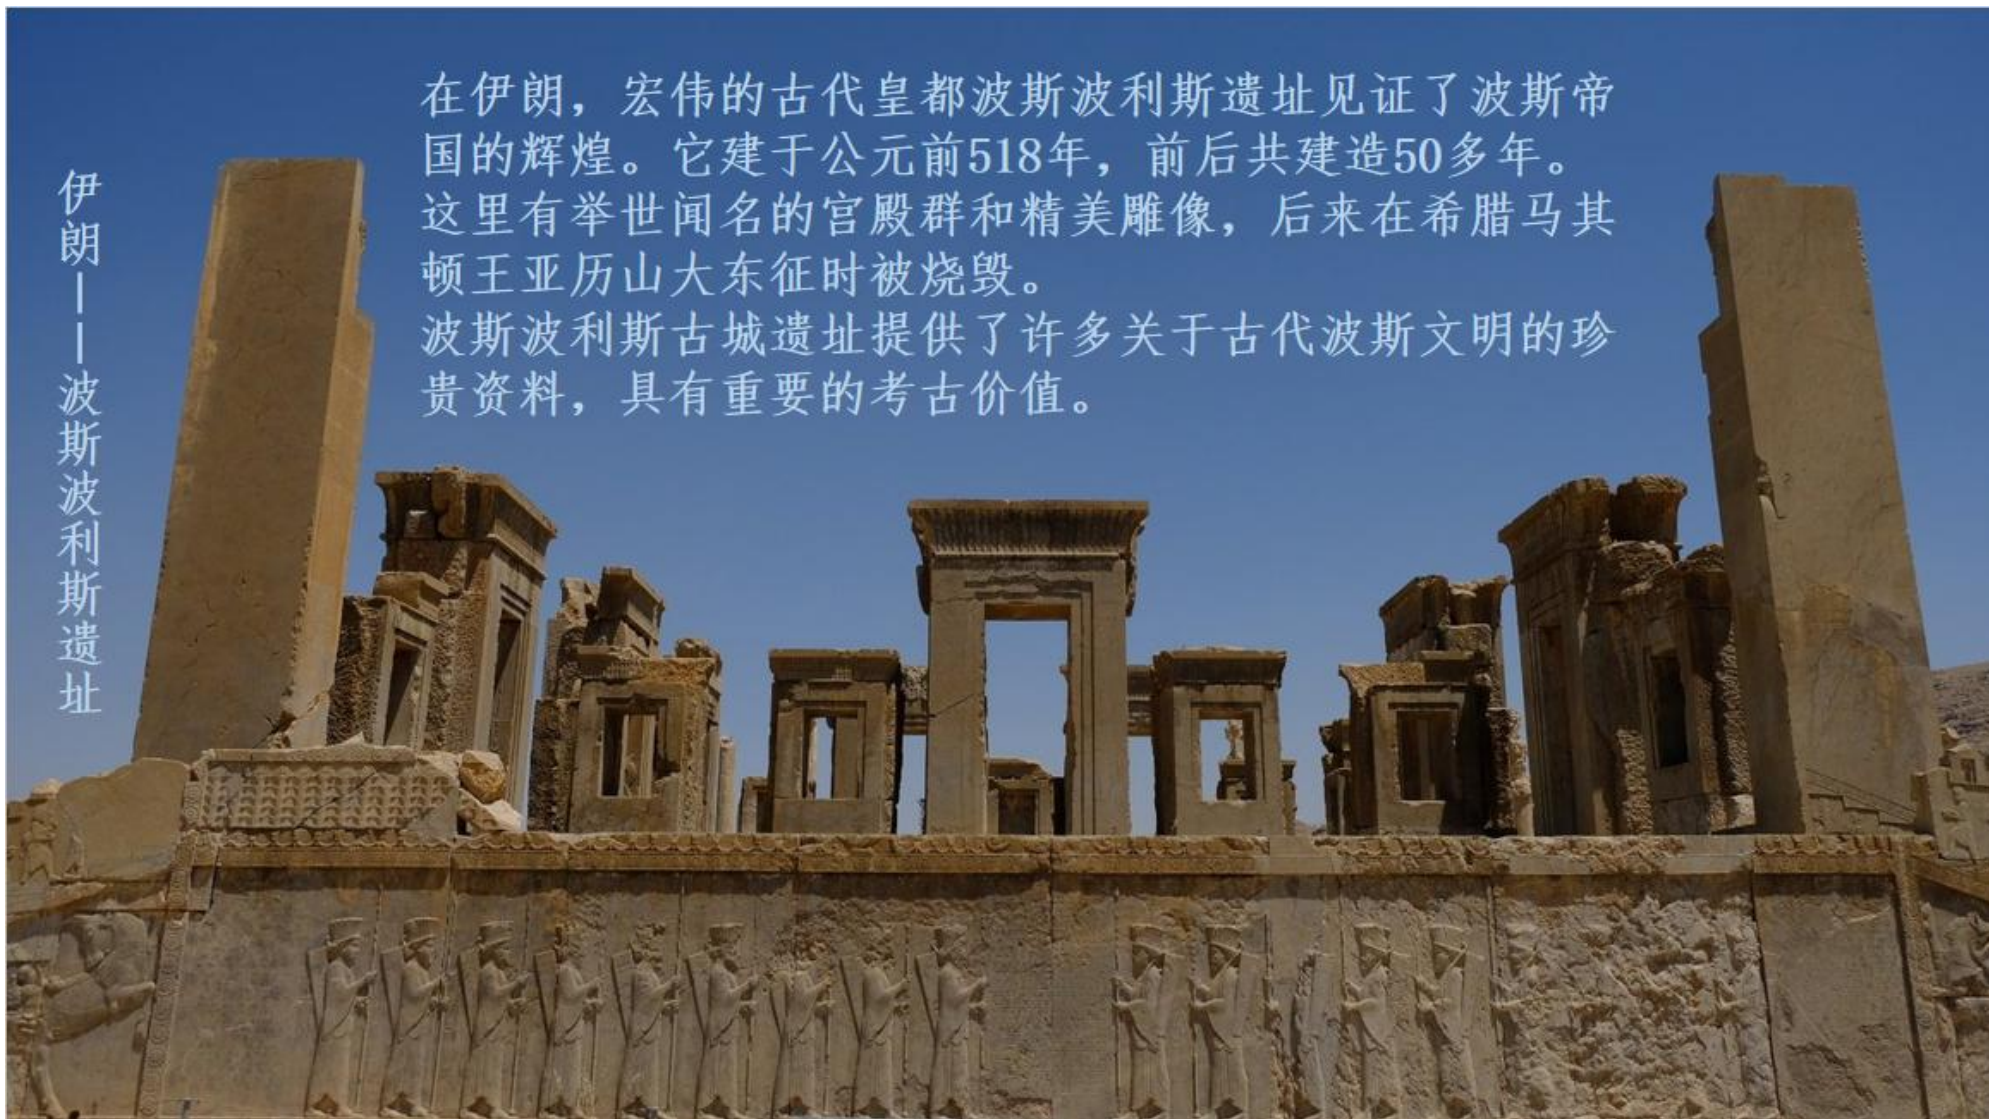 伊朗——波斯波利斯遗址
在伊朗，宏伟的古代皇都波斯波利斯遗址见证了波斯帝
国的辉煌。它建于公元前518年，前后共建造50多年。
这里有举世闻名的宫殿群和精美雕像，后来在希腊马其
顿王亚历山大东征时被烧毁。
波斯波利斯古城遗址提供了许多关于古代波斯文明的珍
贵资料，具有重要的考古价值。